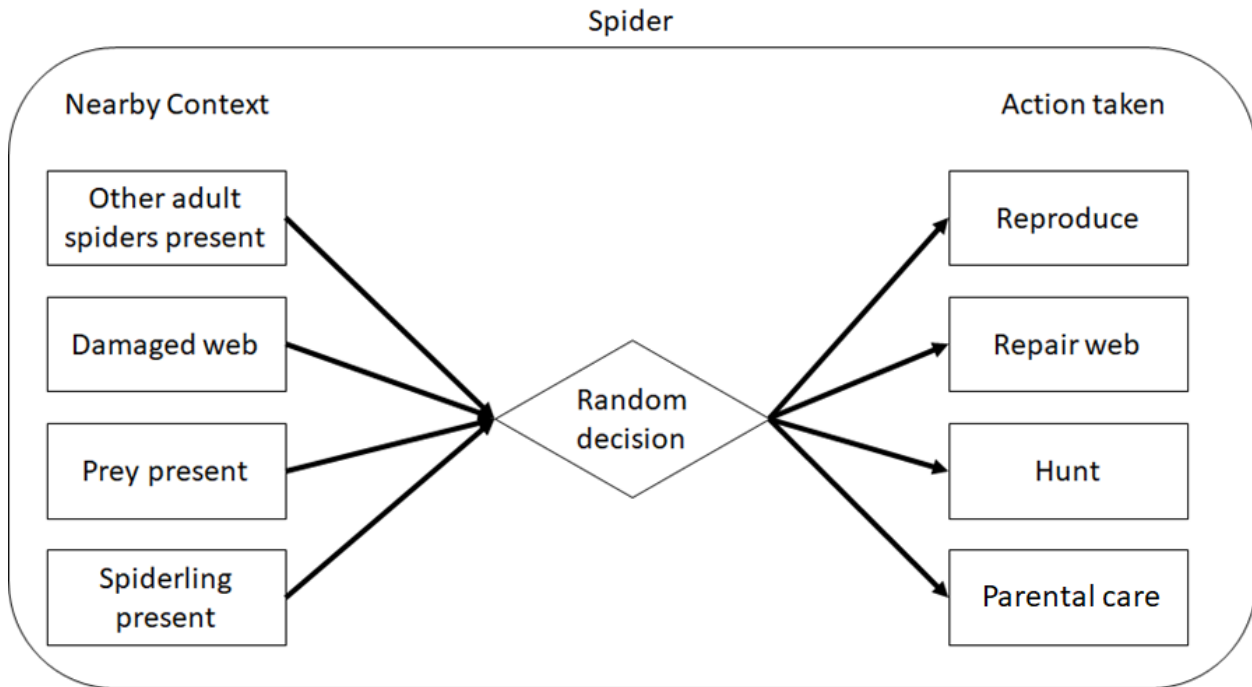 Spider
Nearby Context
Action taken
Other adult
spiders present
Damaged web
Prey present
Spiderling
present
Random
decision
Reproduce
Repair web
Hunt
Parental care